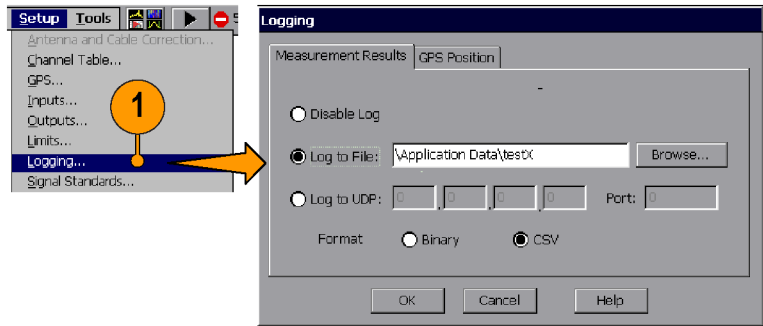 Setup Tools
Antenna and Cable Correction...
Channel Table...
GPS...
Inputs...
Outputs...
Limits...
Logging...
Signal Standards...
1
Logging
Measurement Results GPS Position
-
Disable Log
Log to File: \Application Data\testX Browse...
Log to UDP: 0 . 0 . 0 . 0 Port: 0
Format Binary CSV
OK Cancel Help